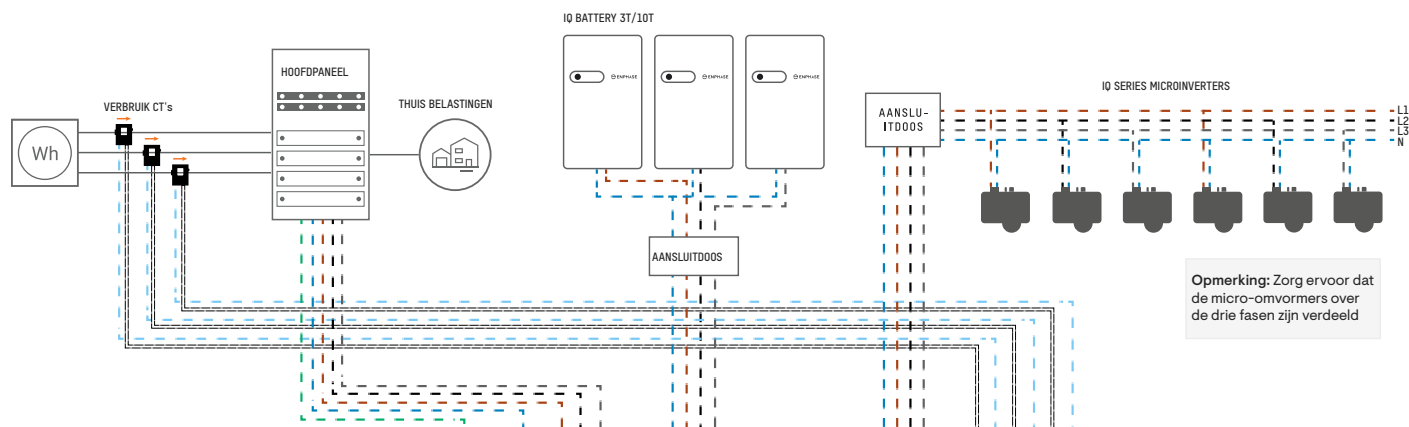 IQ BATTERY 3T/10T
HOOFDPANEEL
ENPHASE
ENPHASE
ENPHASE
IQ SERIES MICROINVERTERS
VERBRUIK CT's
THUIS BELASTINGEN
AANSLU-
ITDOOS
L1
L2
L3
N
Wh
AANSLUITDOOS
Opmerking: Zorg ervoor dat
de micro-omvormers over
de drie fasen zijn verdeeld